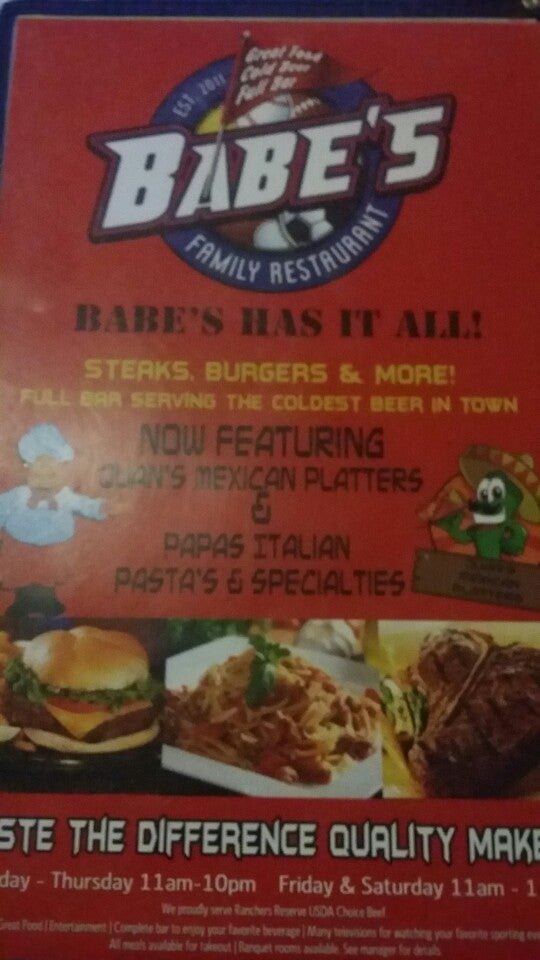 Great Food
Cold Beer
Full Bar
EST 2011
BABE'S
FAMILY RESTAURANT
BABE'S HAS IT ALL!
STEAKS, BURGERS & MORE!
FULL BAR SERVING THE COLDEST BEER IN TOWN
NOW FEATURING
JUAN'S MEXICAN PLATTERS
&
PAPAS ITALIAN
PASTA'S & SPECIALTIES
JUAN'S
MEXICAN
PLATTERS
STE THE DIFFERENCE QUALITY MAKE
day - Thursday 11am-10pm Friday & Saturday 11am - 1
We proudly serve Ranchers Reserve USDA Choice Beef
Great Food | Entertainment | Complete bar to enjoy your favorite beverage | Many televisions for watching your favorite sporting eve
All meals available for takeout | Banquet rooms available. See manager for details.